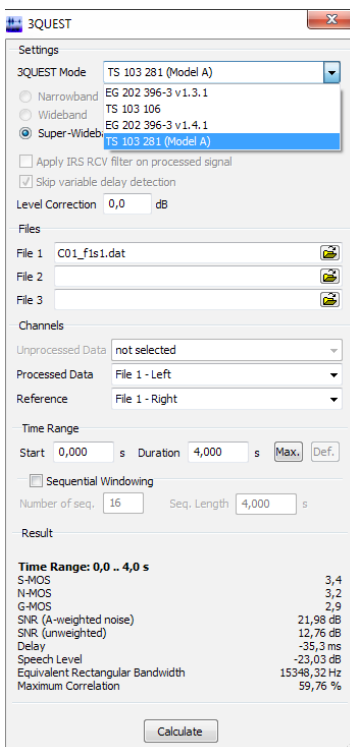 3QUEST
Settings
3QUEST Mode TS 103 281 (Model A)
EG 202 396-3 v1.3.1
Narrowband
TS 103 106
Wideband
EG 202 396-3 v1.4.1
Super-Wideb
TS 103 281 (Model A)
Apply IRS RCV filter on processed signal
Skip variable delay detection
Level Correction 0,0 dB
Files
File 1 C01_f1s1.dat
File 2
File 3
Channels
Unprocessed Data not selected
Processed Data File 1 - Left
Reference File 1 - Right
Time Range
Start 0,000 s Duration 4,000 s Max. Def.
Sequential Windowing
Number of seq. 16 Seq. Length 4,000 s
Result
Time Range: 0,0 .. 4,0 s
S-MOS 3,4
N-MOS 3,2
G-MOS 2,9
SNR (A-weighted noise) 21,98 dB
SNR (unweighted) 12,76 dB
Delay -35,3 ms
Speech Level -23,03 dB
Equivalent Rectangular Bandwidth 15348,32 Hz
Maximum Correlation 59,76 %
Calculate